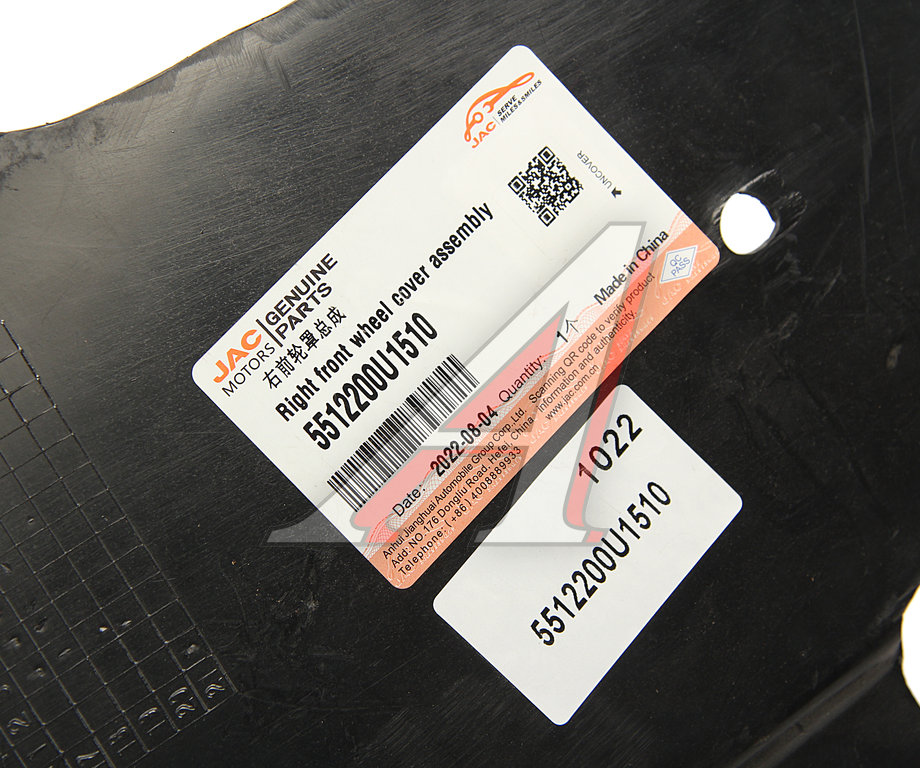 JAC SERVE
MILES&SMILES
UNCOVER
JAC GENUINE
MOTORS PARTS
右前轮罩总成
Right front wheel cover assembly
5512200U1510
Date: 2022-08-04 Quantity: 1个 Made in China
QC
PASS
Anhui Jianghuai Automobile Group Corp.,Ltd.
Add: NO.176 Dongliu Road, Hefei, China
Telephone: (+86) 4008889933
Scanning QR code to verify product
information and authenticity.
www.jac.com.cn
1022
5512200U1510